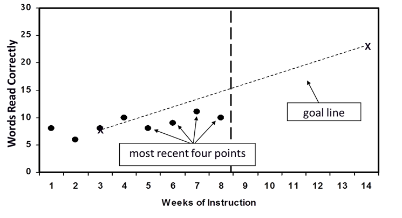 Words Read Correctly
30
25
20
15
10
5
0
X
X
goal line
most recent four points
1 2 3 4 5 6 7 8 9 10 11 12 13 14
Weeks of Instruction